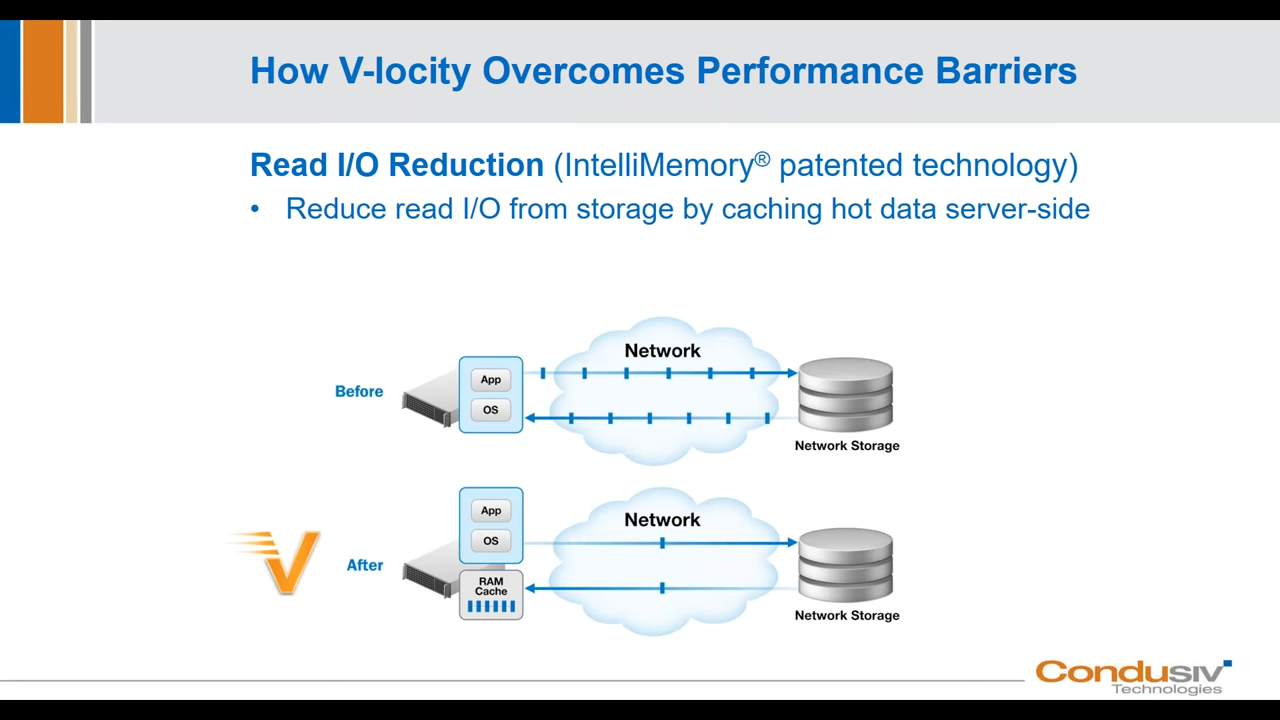 How V-locity Overcomes Performance Barriers
Read I/O Reduction (IntelliMemory® patented technology)
• Reduce read I/O from storage by caching hot data server-side
Before
App
OS
Network
Network Storage
V
After
App
OS
RAM
Cache
Network
Network Storage
Condusiv
Technologies